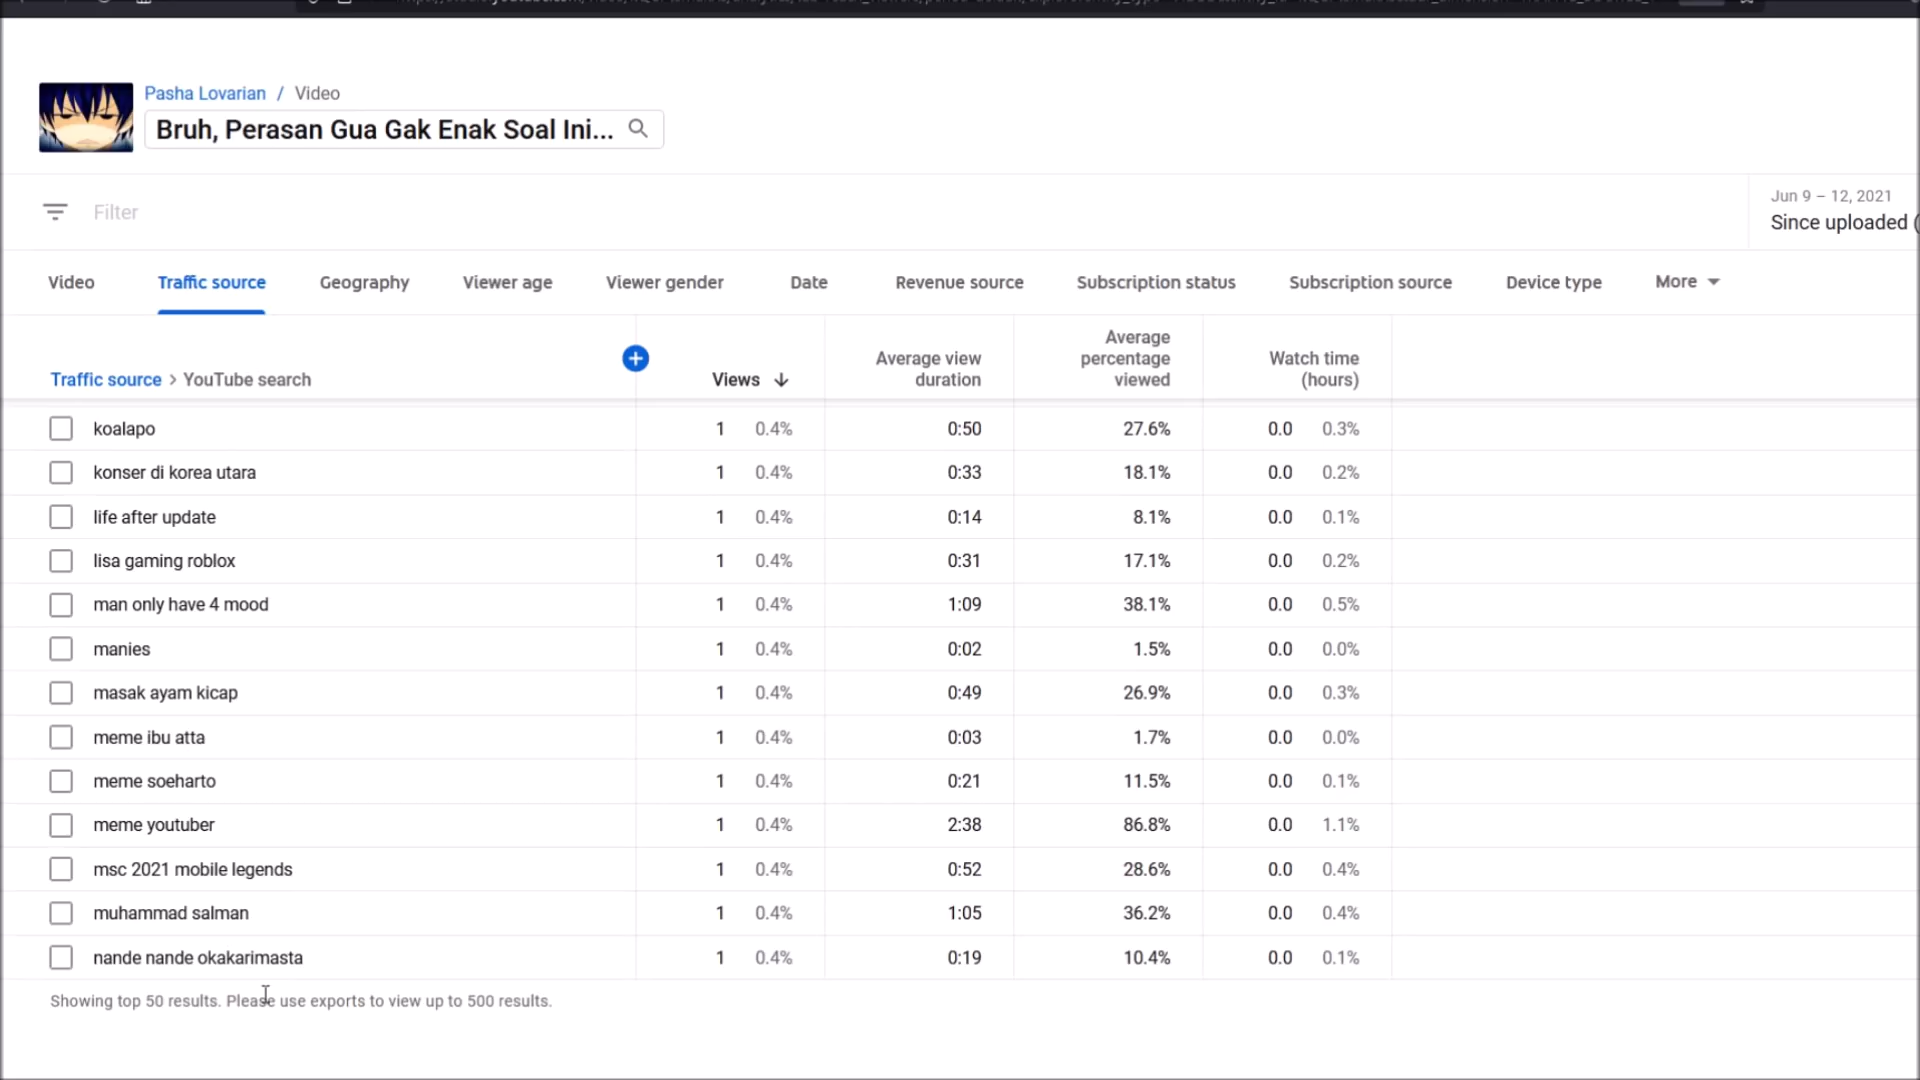 Pasha Lovarian / Video
Bruh, Perasan Gua Gak Enak Soal Ini...
Filter
Jun 9 – 12, 2021
Since uploaded (
Video Traffic source Geography Viewer age Viewer gender Date Revenue source Subscription status Subscription source Device type More
Traffic source > YouTube search Views Average view duration Average percentage viewed Watch time (hours)
koalapo 1 0.4% 0:50 27.6% 0.0 0.3%
konser di korea utara 1 0.4% 0:33 18.1% 0.0 0.2%
life after update 1 0.4% 0:14 8.1% 0.0 0.1%
lisa gaming roblox 1 0.4% 0:31 17.1% 0.0 0.2%
man only have 4 mood 1 0.4% 1:09 38.1% 0.0 0.5%
manies 1 0.4% 0:02 1.5% 0.0 0.0%
masak ayam kicap 1 0.4% 0:49 26.9% 0.0 0.3%
meme ibu atta 1 0.4% 0:03 1.7% 0.0 0.0%
meme soeharto 1 0.4% 0:21 11.5% 0.0 0.1%
meme youtuber 1 0.4% 2:38 86.8% 0.0 1.1%
msc 2021 mobile legends 1 0.4% 0:52 28.6% 0.0 0.4%
muhammad salman 1 0.4% 1:05 36.2% 0.0 0.4%
nande nande okakarimasta 1 0.4% 0:19 10.4% 0.0 0.1%
Showing top 50 results. Please use exports to view up to 500 results.